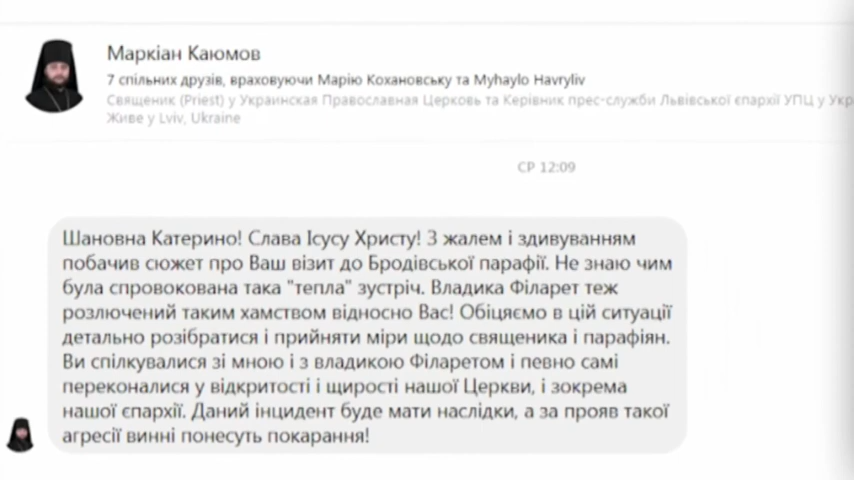 Маркіан Каюмов
7 спільних друзів, враховуючи Марію Кохановську та Myhaylo Havryliv
Священик (Priest) у Украинская Православная Церковь та Керівник прес-служби Львівської єпархії УПЦ у Укр
Живе у Lviv, Ukraine
СР 12:09
Шановна Катерино! Слава Ісусу Христу! З жалем і здивуванням
побачив сюжет про Ваш візит до Бродівської парафії. Не знаю чим
була спровокована така "тепла" зустріч. Владика Філарет теж
розлючений таким хамством відносно Вас! Обіцяємо в цій ситуації
детально розібратися і прийняти міри щодо священика і парафіян.
Ви спілкувалися зі мною і з владикою Філаретом і певно самі
переконалися у відкритості і щирості нашої Церкви, і зокрема
нашої єпархії. Даний інцидент буде мати наслідки, а за прояв такої
агресії винні понесуть покарання!